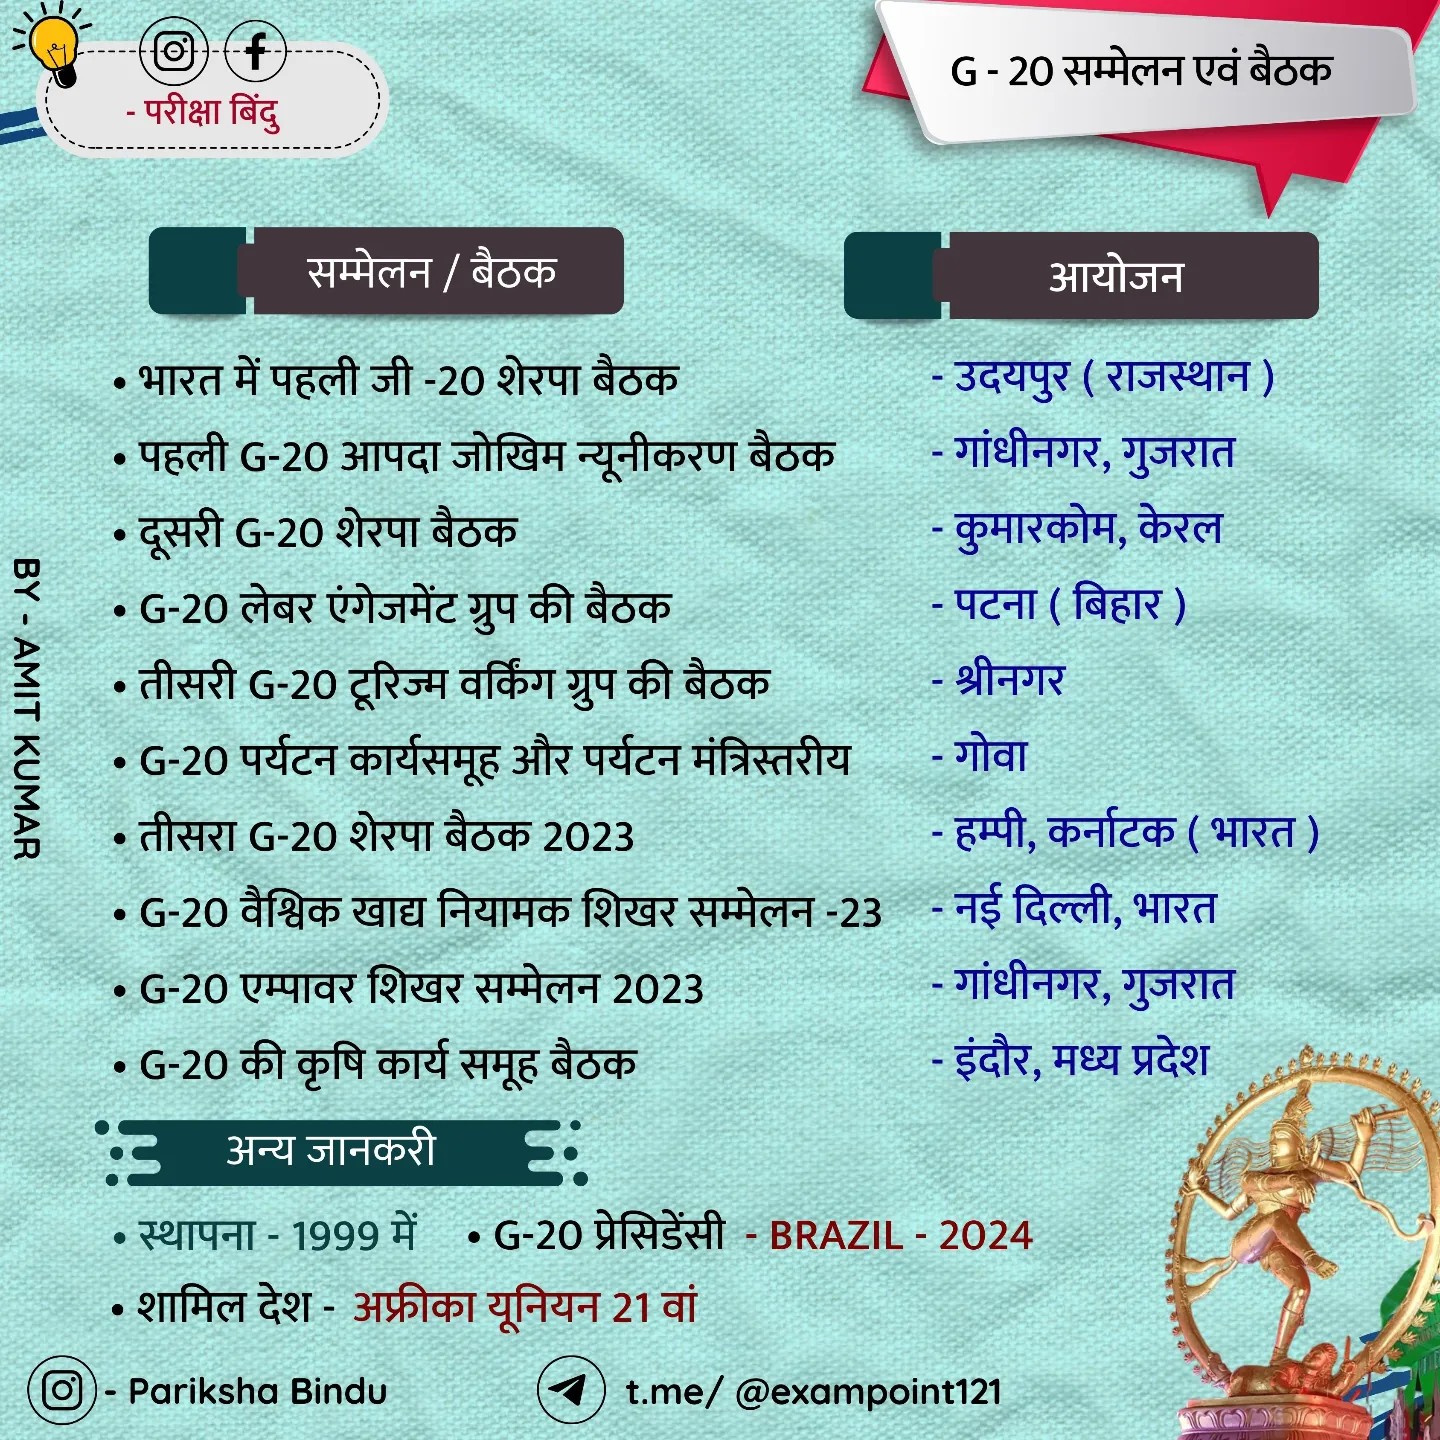 - परीक्षा बिंदु
G - 20 सम्मेलन एवं बैठक
सम्मेलन / बैठक
आयोजन
• भारत में पहली जी -20 शेरपा बैठक - उदयपुर ( राजस्थान )
• पहली G-20 आपदा जोखिम न्यूनीकरण बैठक - गांधीनगर, गुजरात
• दूसरी G-20 शेरपा बैठक - कुमारकोम, केरल
• G-20 लेबर एंगेजमेंट ग्रुप की बैठक - पटना ( बिहार )
• तीसरी G-20 टूरिज्म वर्किंग ग्रुप की बैठक - श्रीनगर
• G-20 पर्यटन कार्यसमूह और पर्यटन मंत्रिस्तरीय - गोवा
• तीसरा G-20 शेरपा बैठक 2023 - हम्पी, कर्नाटक ( भारत )
• G-20 वैश्विक खाद्य नियामक शिखर सम्मेलन -23 - नई दिल्ली, भारत
• G-20 एम्पावर शिखर सम्मेलन 2023 - गांधीनगर, गुजरात
• G-20 की कृषि कार्य समूह बैठक - इंदौर, मध्य प्रदेश
BY - AMIT KUMAR
अन्य जानकरी
• स्थापना - 1999 में • G-20 प्रेसिडेंसी - BRAZIL - 2024
• शामिल देश - अफ्रीका यूनियन 21 वां
- Pariksha Bindu t.me/ @exampoint121